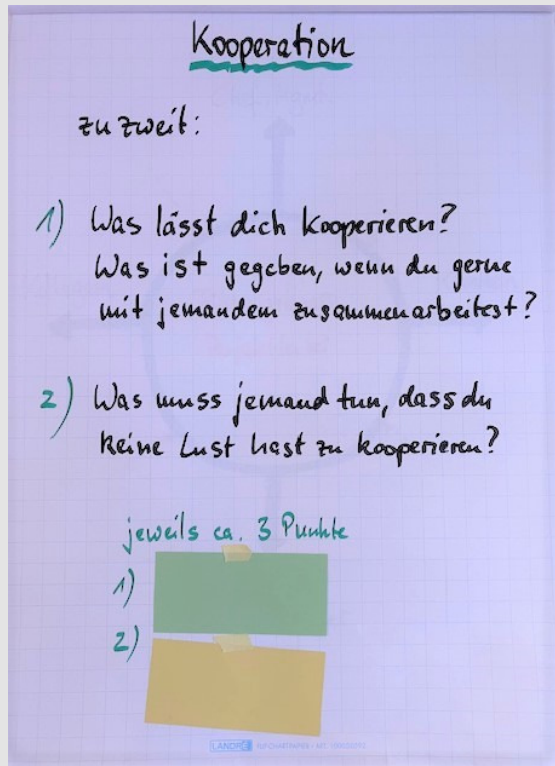 Kooperation
zu zweit:
1) Was lässt dich kooperieren?
Was ist gegeben, wenn du gerne
mit jemandem zusammenarbeitest?
2) Was muss jemand tun, dass du
keine Lust hast zu kooperieren?
jeweils ca. 3 Punkte
1)
2)
LANDRÉ